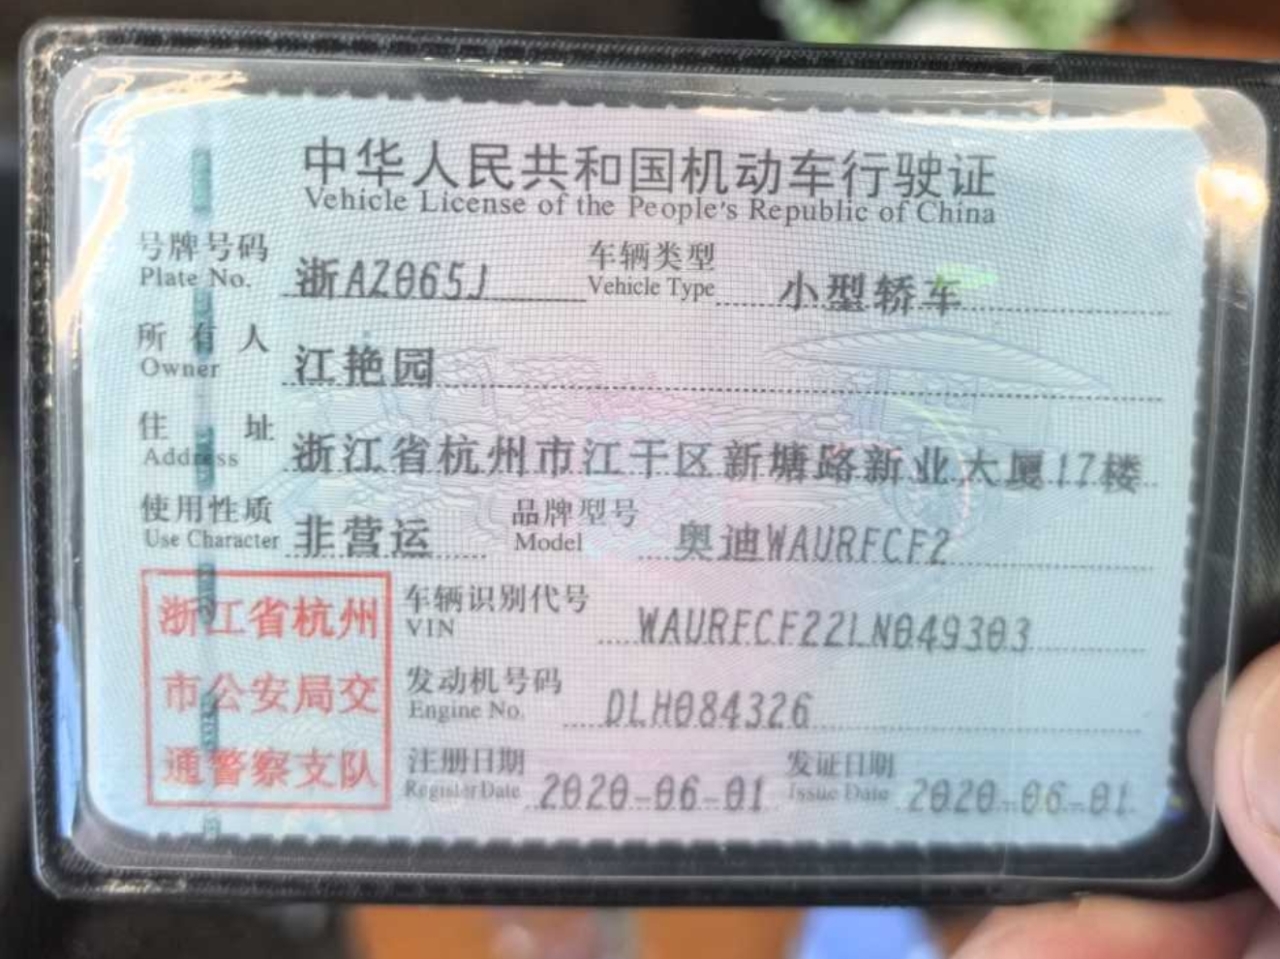 中华人民共和国机动车行驶证
Vehicle License of the People's Republic of China
号牌号码 浙AZ065J 车辆类型 小型轿车
Plate No. Vehicle Type
所有人 江艳园
Owner
住址 浙江省杭州市江干区新塘路新业大厦17楼
Address
使用性质 非营运 品牌型号 奥迪WAURFCF2
Use Character Model
浙江省杭州
市公安局交
通警察支队
车辆识别代号 WAURFCF22LN049303
VIN
发动机号码 DLH084326
Engine No.
注册日期 2020-06-01 发证日期 2020-06-01
Register Date Issue Date